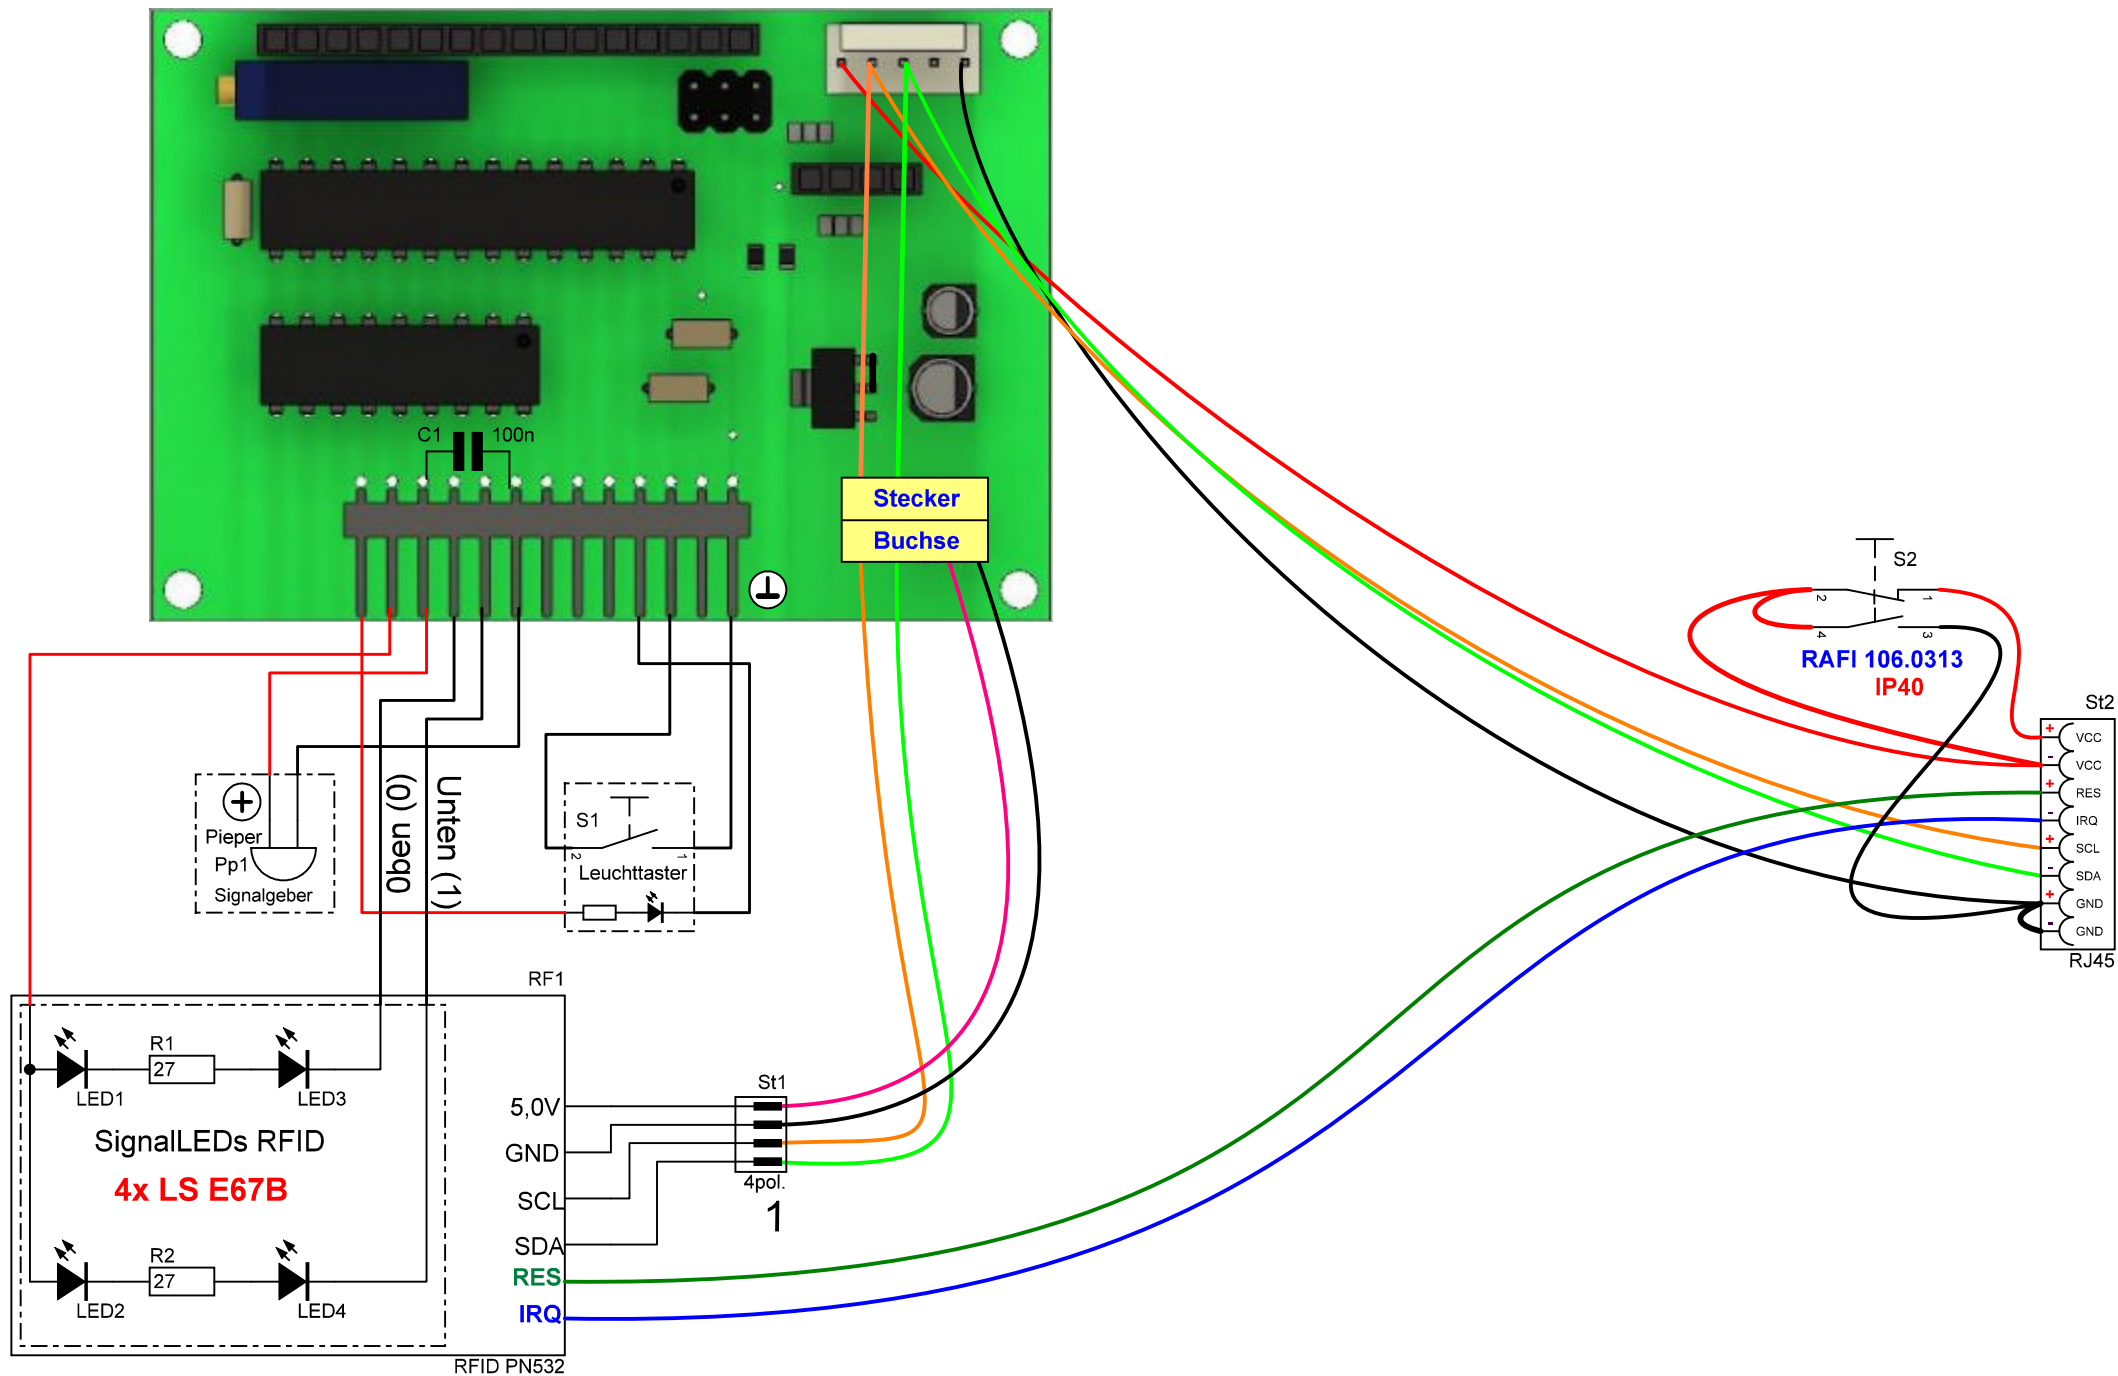 C1
100n
Stecker
Buchse
S2
2
1
4
3
RAFI 106.0313
IP40
St2
+
VCC
-
VCC
+
RES
-
IRQ
+
SCL
-
SDA
+
GND
-
GND
RJ45
+
Pieper
Pp1
Signalgeber
0ben (0)
Unten (1)
S1
2
1
Leuchttaster
RF1
R1
27
LED1
LED3
SignalLEDs RFID
4x LS E67B
R2
27
LED2
LED4
5,0V
GND
SCL
SDA
RES
IRQ
St1
4pol.
1
RFID PN532